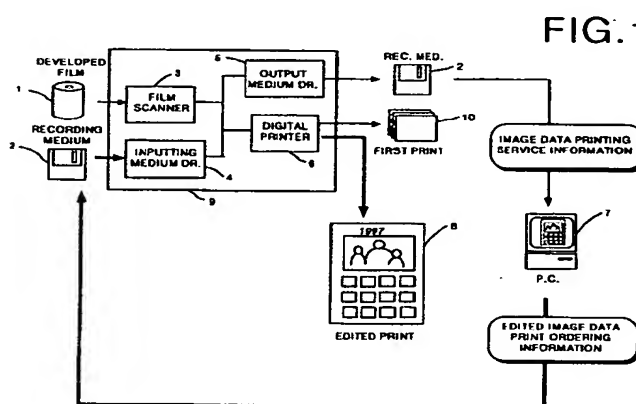 FIG.
DEVELOPED
FILM
1
3
FILM
SCANNER
5
OUTPUT
MEDIUM DR.
REC. MED.
2
RECORDING
MEDIUM
2
INPUTTING
MEDIUM DR.
4
DIGITAL
PRINTER
6
10
FIRST PRINT
9
IMAGE DATA PRINTING
SERVICE INFORMATION
7
P.C.
1997
8
EDITED PRINT
EDITED IMAGE DATA
PRINT ORDERING
INFORMATION